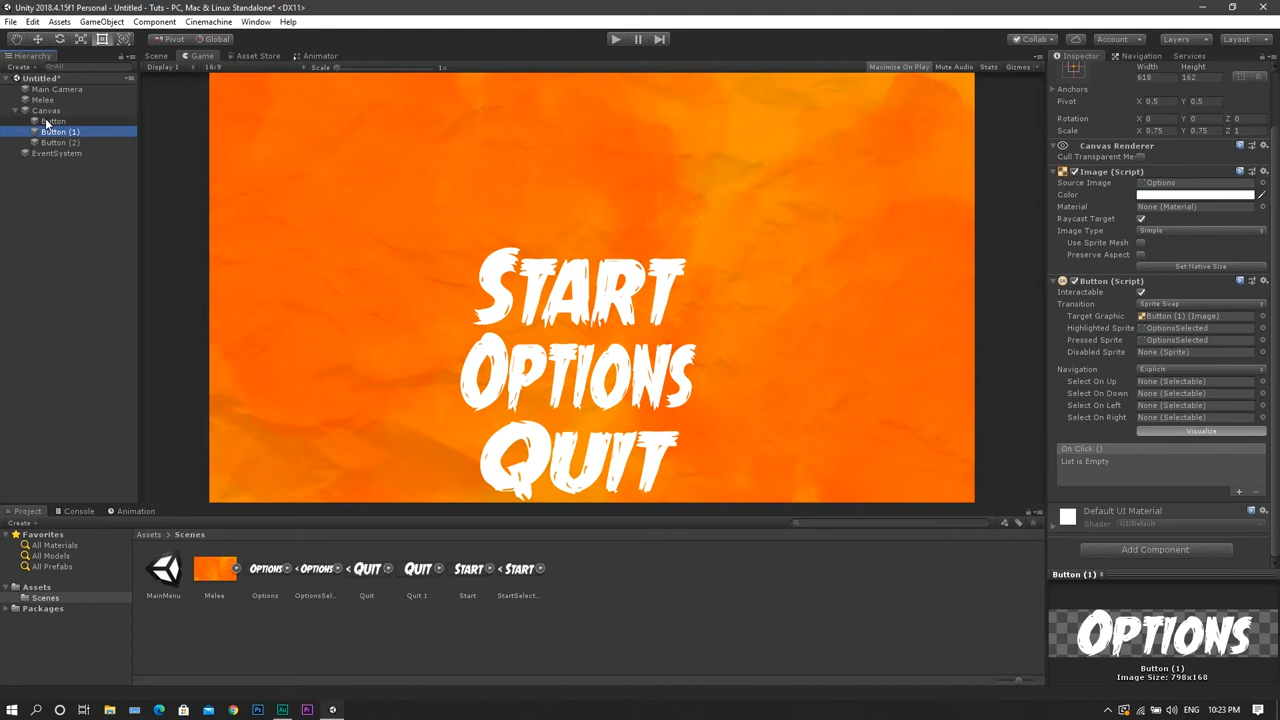 Unity 2018.4.15f1 Personal - Untitled - Tuts - PC, Mac & Linux Standalone* <DX11>
File Edit Assets GameObject Component Cinemachine Window Help
Pivot Global Collab Account Layers Layout
Hierarchy Scene Game Asset Store Animator Inspector Navigation Services
Create All Display 1 16:9 Scale 1x Maximize On Play Mute Audio Stats Gizmos
Untitled*
Main Camera
Melee
Canvas
Button
Button (1)
Button (2)
EventSystem
START
OPTIONS
QUIT
Width Height
618 162
Anchors
Pivot X 0.5 Y 0.5
Rotation X 0 Y 0 Z 0
Scale X 0.75 Y 0.75 Z 1
Canvas Renderer
Cull Transparent Me
Image (Script)
Source Image Options
Color
Material None (Material)
Raycast Target
Image Type Simple
Use Sprite Mesh
Preserve Aspect
Set Native Size
Button (Script)
Interactable
Transition Sprite Swap
Target Graphic Button (1) (Image)
Highlighted Sprite OptionsSelected
Pressed Sprite OptionsSelected
Disabled Sprite None (Sprite)
Navigation Explicit
Select On Up None (Selectable)
Select On Down None (Selectable)
Select On Left None (Selectable)
Select On Right None (Selectable)
Visualize
On Click ()
List is Empty
Default UI Material
Shader UI/Default
Add Component
Button (1)
OPTIONS
Button (1)
Image Size: 798x168
Project Console Animation
Create
Favorites
All Materials
All Models
All Prefabs
Assets
Scenes
Packages
Assets > Scenes
OPTIONS < OPTIONS < QUIT QUIT START < START
MainMenu Melee Options OptionsSel... Quit Quit 1 Start StartSelect...
10:23 PM